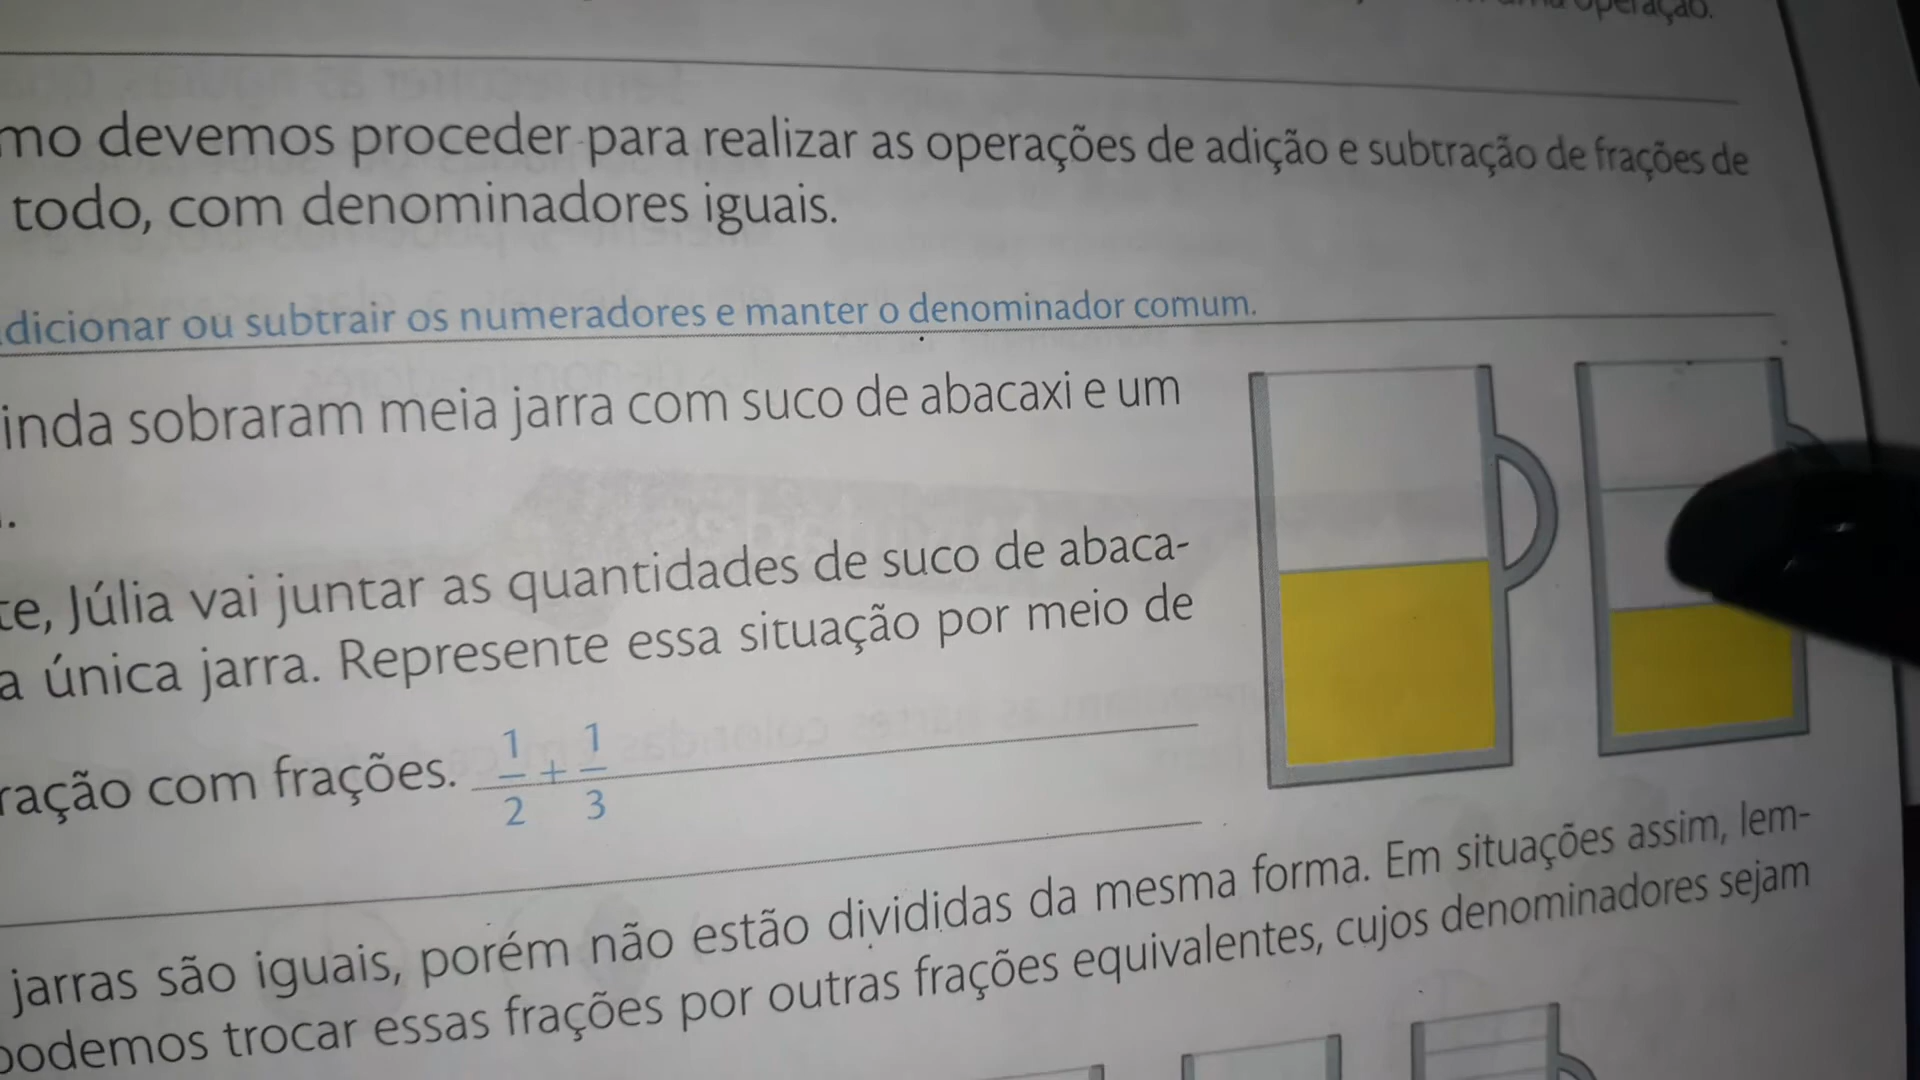 operação.
mo devemos proceder para realizar as operações de adição e subtração de frações de
todo, com denominadores iguais.
dicionar ou subtrair os numeradores e manter o denominador comum.
inda sobraram meia jarra com suco de abacaxi e um
.
te, Júlia vai juntar as quantidades de suco de abaca-
a única jarra. Represente essa situação por meio de
ração com frações. 1/2 + 1/3
jarras são iguais, porém não estão divididas da mesma forma. Em situações assim, lem-
podemos trocar essas frações por outras frações equivalentes, cujos denominadores sejam